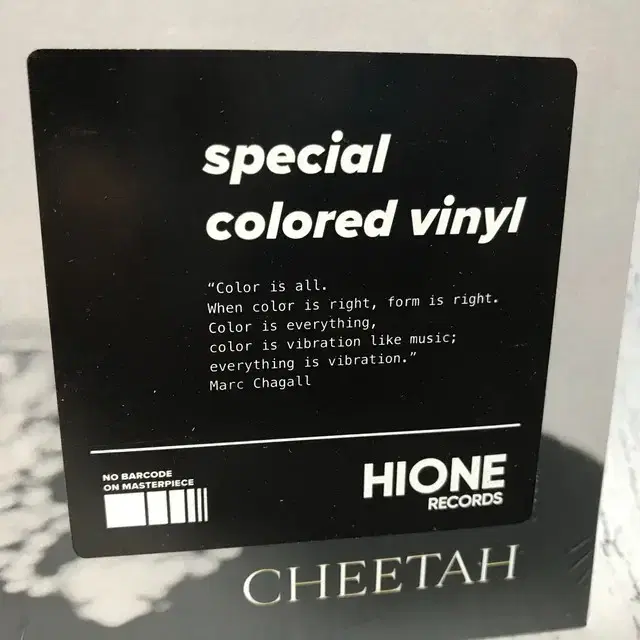 special
colored vinyl
“Color is all.
When color is right, form is right.
Color is everything,
color is vibration like music;
everything is vibration.”
Marc Chagall
NO BARCODE
ON MASTERPIECE
HIONE
RECORDS
CHEETAH